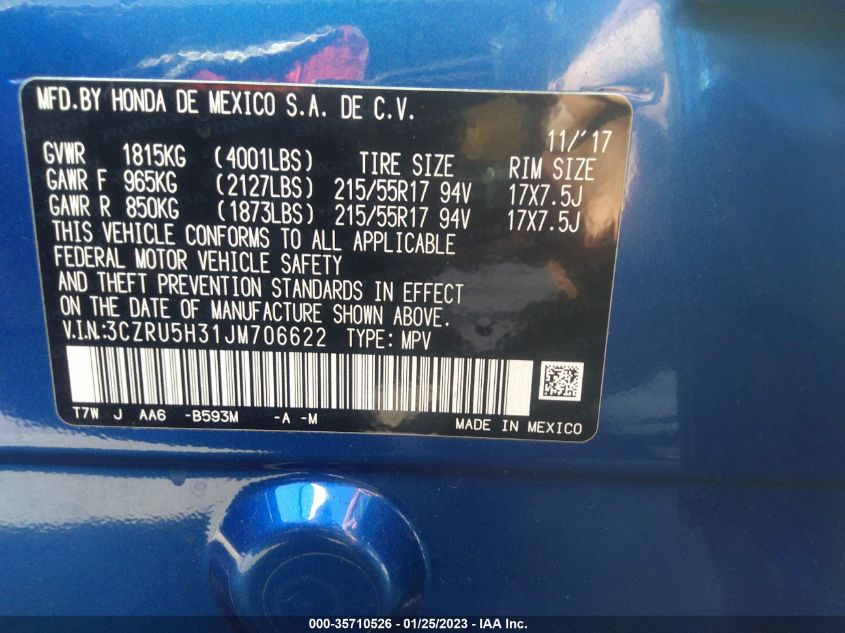 MFD.BY HONDA DE MEXICO S.A. DE C.V.
11/'17
GVWR 1815KG (4001LBS) TIRE SIZE RIM SIZE
GAWR F 965KG (2127LBS) 215/55R17 94V 17X7.5J
GAWR R 850KG (1873LBS) 215/55R17 94V 17X7.5J
THIS VEHICLE CONFORMS TO ALL APPLICABLE
FEDERAL MOTOR VEHICLE SAFETY
AND THEFT PREVENTION STANDARDS IN EFFECT
ON THE DATE OF MANUFACTURE SHOWN ABOVE.
V.I.N.:3CZRU5H31JM706622 TYPE: MPV
T7W J AA6 -B593M -A -M MADE IN MEXICO
000-35710526 - 01/25/2023 - IAA Inc.